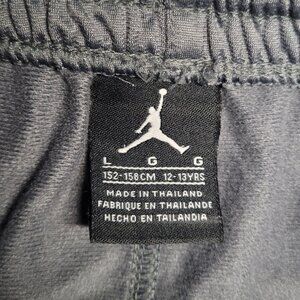 L G G
152-158CM 12-13YRS
MADE IN THAILAND
FABRIQUE EN THAILANDE
HECHO EN TAILANDIA